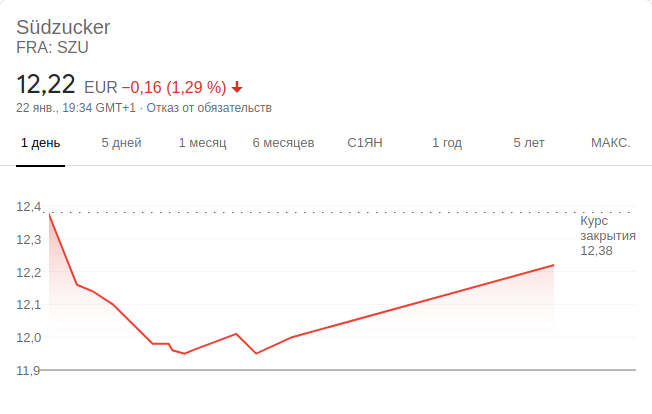 Südzucker
FRA: SZU
12,22 EUR −0,16 (1,29 %)
22 янв., 19:34 GMT+1 · Отказ от обязательств
1 день 5 дней 1 месяц 6 месяцев С1ЯН 1 год 5 лет МАКС.
12,4
Курс
закрытия
12,38
12,3
12,2
12,1
12,0
11,9